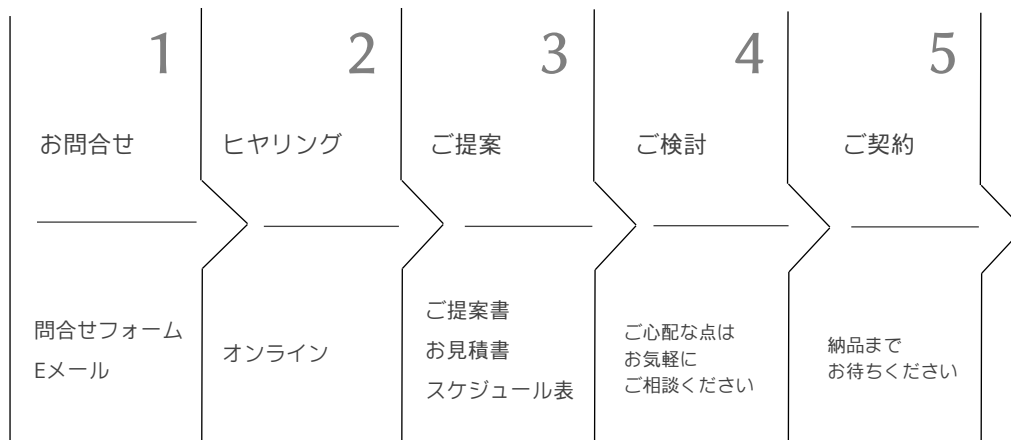 1
お問合せ
問合せフォーム
Eメール
2
ヒヤリング
オンライン
3
ご提案
ご提案書
お見積書
スケジュール表
4
ご検討
ご心配な点は
お気軽に
ご相談ください
5
ご契約
納品まで
お待ちください